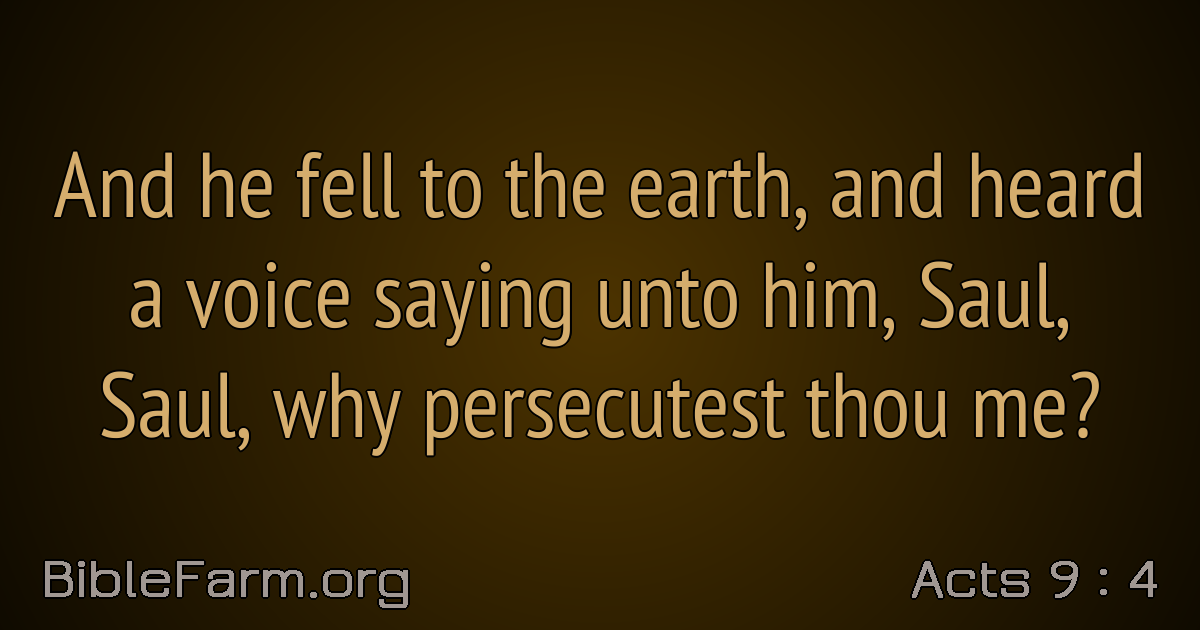 And he fell to the earth, and heard
a voice saying unto him, Saul,
Saul, why persecutest thou me?
BibleFarm.org
Acts 9 : 4